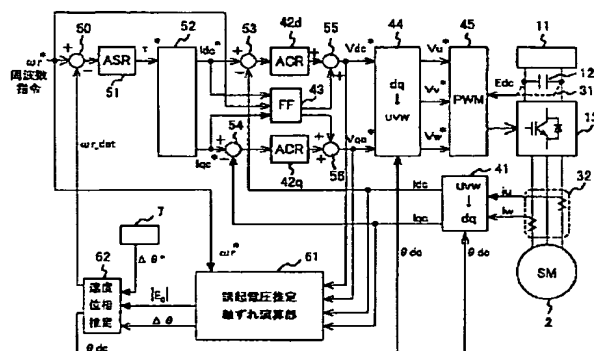 50
52
53
42d
55
44
45
11
ωr*
周波数
指令
+
−
ASR
51
τ*
Idc*
+
−
ACR
+
+
Vdc*
dq
↓
uvw
Vu*
Vv*
Vw*
PWM
Edc
12
31
13
FF
43
54
Iqc*
+
−
ACR
42q
+
+
56
Vqc*
ωr_det
41
uvw
↓
dq
Idc
Iqc
iu
iw
32
7
Δθ*
62
速度
位相
推定
|Ec|
Δθ
ωr*
61
誘起電圧推定
軸ずれ演算部
θdc
θdc
θdc
SM
2